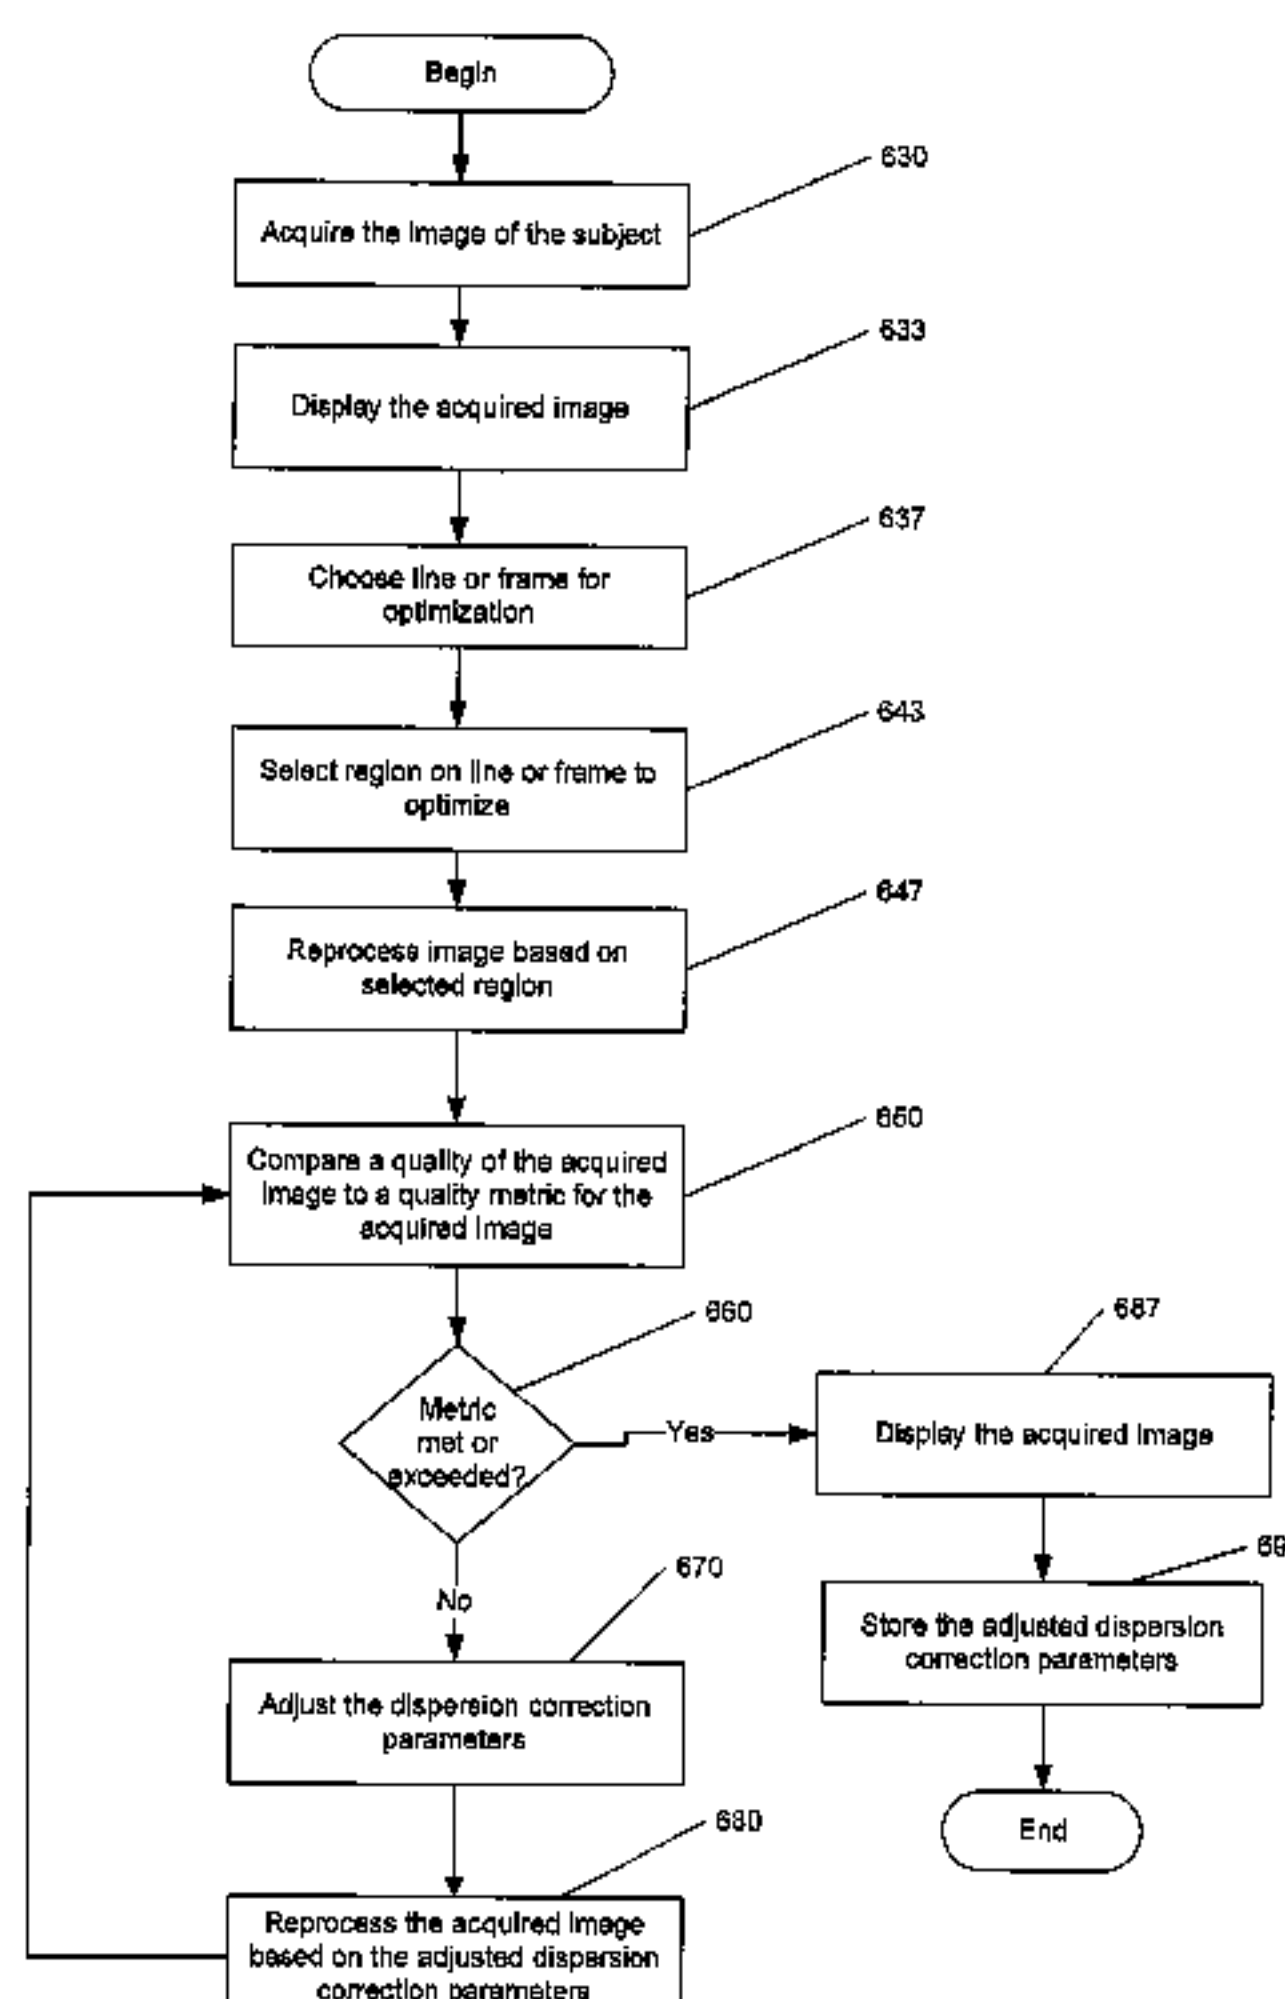 Begin
630
Acquire the image of the subject
633
Display the acquired image
637
Choose line or frame for
optimization
643
Select region on line or frame to
optimize
647
Reprocess image based on
selected region
650
Compare a quality of the acquired
image to a quality metric for the
acquired image
660
Metric
met or
exceeded?
Yes
687
Display the acquired image
No
670
69
Store the adjusted dispersion
correction parameters
Adjust the dispersion correction
parameters
680
End
Reprocess the acquired image
based on the adjusted dispersion
correction parameters